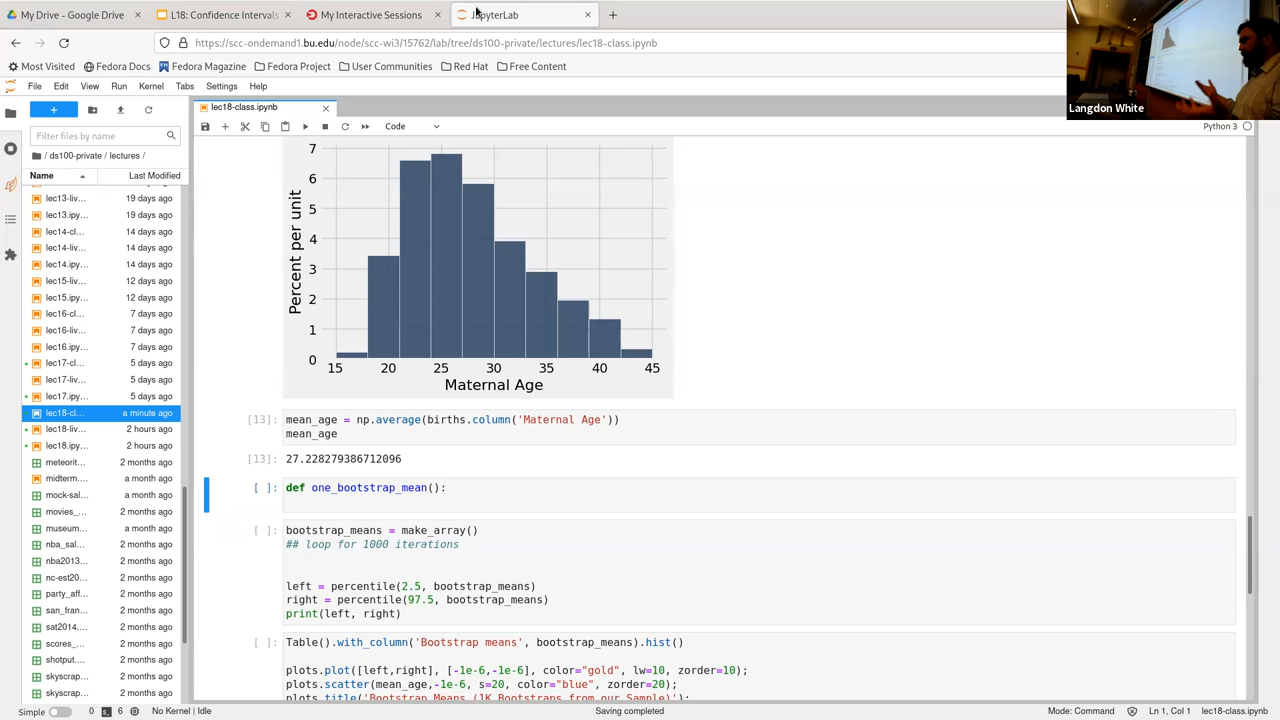 My Drive - Google Drive
L18: Confidence Intervals
My Interactive Sessions
JupyterLab
https://scc-ondemand1.bu.edu/node/scc-wi3/15762/lab/tree/ds100-private/lectures/lec18-class.ipynb
Most Visited
Fedora Docs
Fedora Magazine
Fedora Project
User Communities
Red Hat
Free Content
Langdon White
File Edit View Run Kernel Tabs Settings Help
lec18-class.ipynb
Filter files by name
Code
Python 3
/ ds100-private / lectures /
Name Last Modified
lec13-liv... 19 days ago
lec13.ipy... 19 days ago
lec14-cl... 14 days ago
lec14-liv... 14 days ago
lec14.ipy... 14 days ago
lec15-liv... 12 days ago
lec15.ipy... 12 days ago
lec16-cl... 7 days ago
lec16-liv... 7 days ago
lec16.ipy... 7 days ago
lec17-cl... 5 days ago
lec17-liv... 5 days ago
lec17.ipy... 5 days ago
lec18-cl... a minute ago
lec18-liv... 2 hours ago
lec18.ipy... 2 hours ago
meteorit... 2 months ago
midterm.... a month ago
mock-sal... 2 months ago
movies_... 2 months ago
museum... a month ago
nba_sal... 2 months ago
nba2013... 2 months ago
nc-est20... 2 months ago
party_aff... 2 months ago
san_fran... 2 months ago
sat2014.... 2 months ago
scores_... 2 months ago
shotput.... 2 months ago
skyscrap... 2 months ago
skyscrap... 2 months ago
7
6
5
4
3
2
1
0
Percent per unit
15 20 25 30 35 40 45
Maternal Age
[13]: mean_age = np.average(births.column('Maternal Age'))
mean_age
[13]: 27.228279386712096
[ ]: def one_bootstrap_mean():
[ ]: bootstrap_means = make_array()
## loop for 1000 iterations
left = percentile(2.5, bootstrap_means)
right = percentile(97.5, bootstrap_means)
print(left, right)
[ ]: Table().with_column('Bootstrap means', bootstrap_means).hist()
plots.plot([left,right], [-1e-6,-1e-6], color="gold", lw=10, zorder=10);
plots.scatter(mean_age,-1e-6, s=20, color="blue", zorder=20);
plots.title('Bootstrap Means (1K Bootstraps from our Sample)');
Simple 0 6 No Kernel | Idle
Saving completed
Mode: Command
Ln 1, Col 1
lec18-class.ipynb